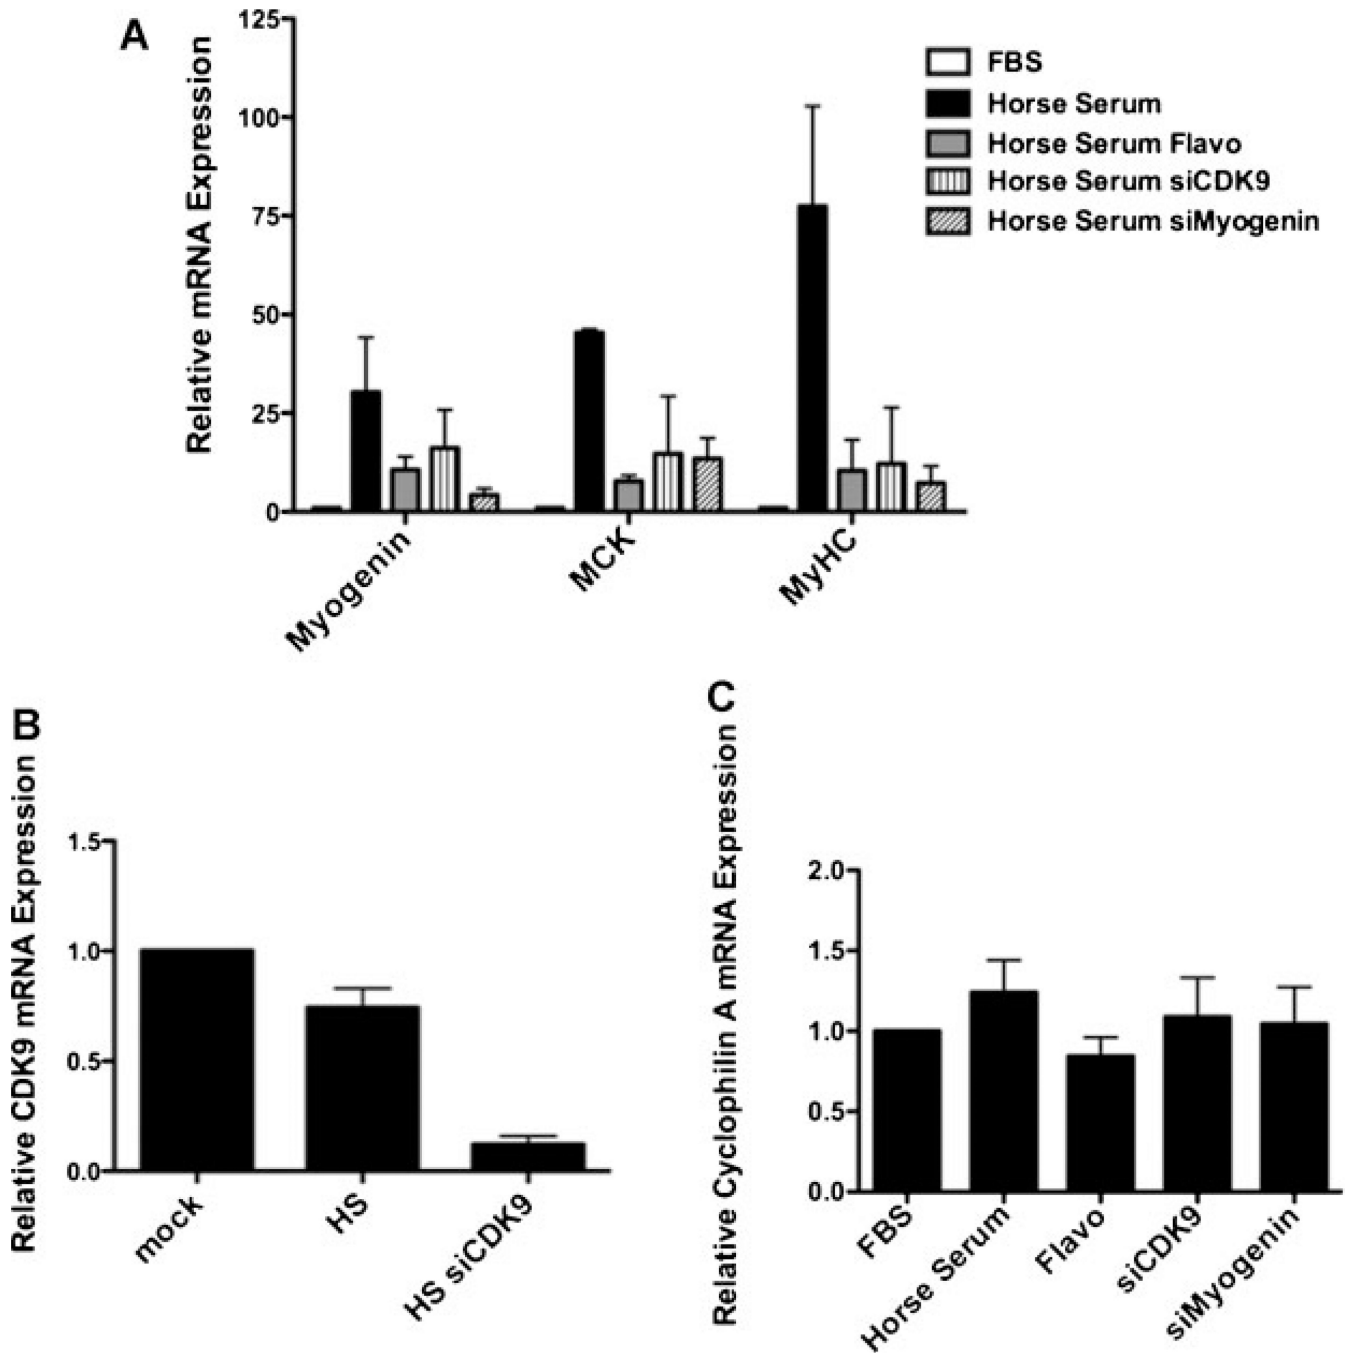 A
Relative mRNA Expression
125
100
75
50
25
0
Myogenin
MCK
MyHC
FBS
Horse Serum
Horse Serum Flavo
Horse Serum siCDK9
Horse Serum siMyogenin
B
Relative CDK9 mRNA Expression
1.5
1.0
0.5
0.0
mock
HS
HS siCDK9
C
Relative Cyclophilin A mRNA Expression
2.0
1.5
1.0
0.5
0.0
FBS
Horse Serum
Flavo
siCDK9
siMyogenin